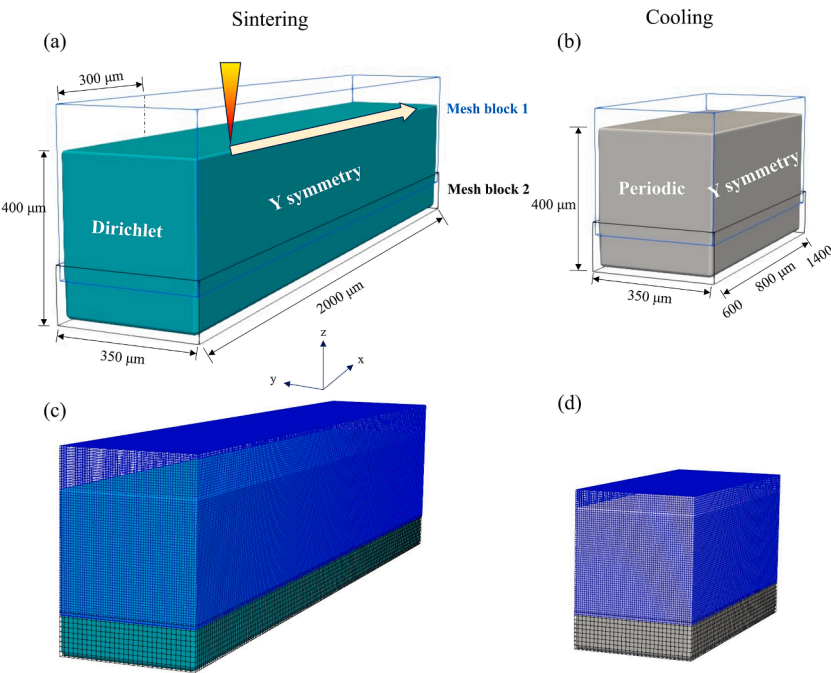 Sintering
Cooling
(a)
(b)
300 μm
Mesh block 1
400 μm
Y symmetry
Dirichlet
Mesh block 2
2000 μm
350 μm
Periodic
Y symmetry
400 μm
350 μm
600
800 μm
1400
z
x
y
(c)
(d)